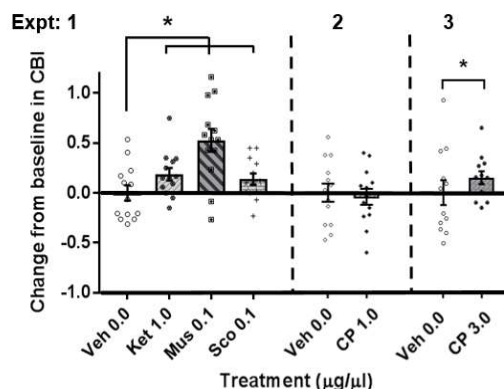 Expt: 1 2 3
* *
Change from baseline in CBI
1.0
0.5
0.0
-0.5
-1.0
Veh 0.0 Ket 1.0 Mus 0.1 Sco 0.1 Veh 0.0 CP 1.0 Veh 0.0 CP 3.0
Treatment (µg/µl)